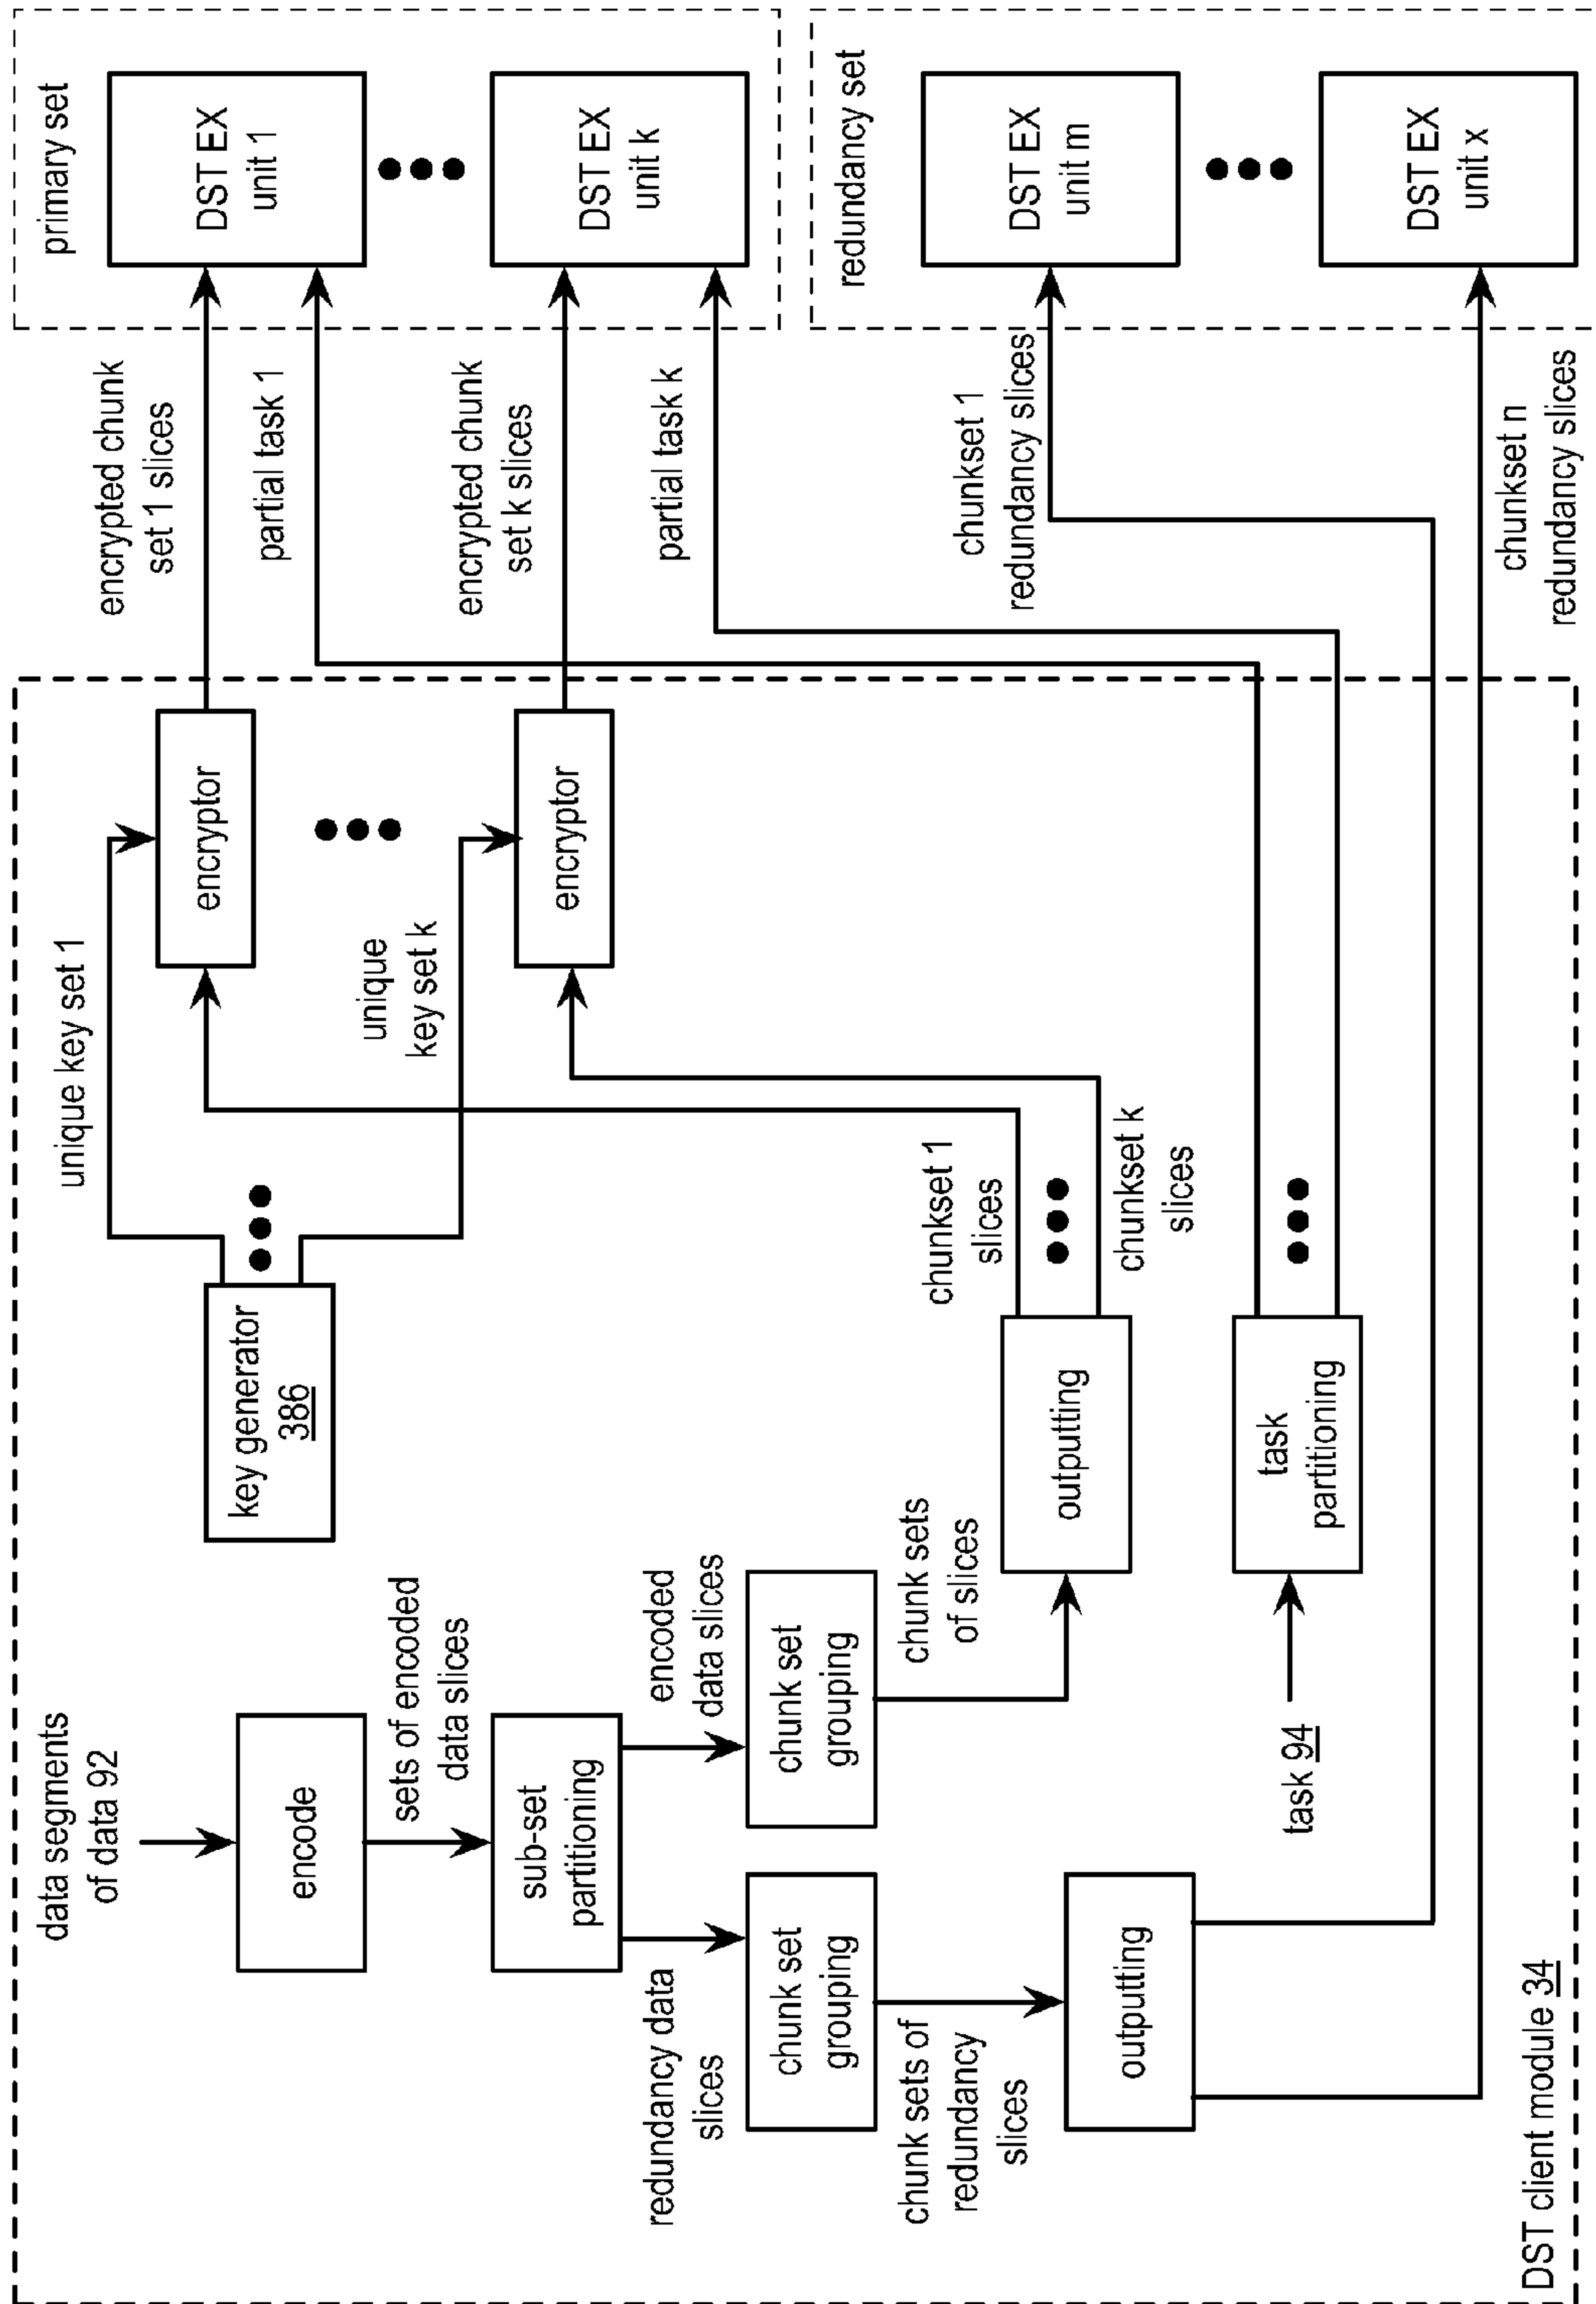 data segments
of data 92
encode
sets of encoded
data slices
sub-set
partitioning
redundancy data
slices
encoded
data slices
chunk set
grouping
chunk set
grouping
chunk sets of
redundancy
slices
chunk sets
of slices
outputting
outputting
task 94
task
partitioning
key generator
386
unique key set 1
unique
key set k
chunkset 1
slices
chunkset k
slices
encryptor
encryptor
DST client module 34
encrypted chunk
set 1 slices
partial task 1
encrypted chunk
set k slices
partial task k
chunkset 1
redundancy slices
chunkset n
redundancy slices
primary set
DST EX
unit 1
DST EX
unit k
redundancy set
DST EX
unit m
DST EX
unit x